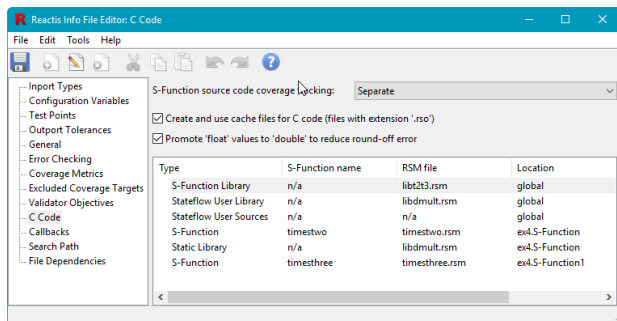 Reactis Info File Editor: C Code
File Edit Tools Help
Inport Types
Configuration Variables
Test Points
Outport Tolerances
General
Error Checking
Coverage Metrics
Excluded Coverage Targets
Validator Objectives
C Code
Callbacks
Search Path
File Dependencies
S-Function source code coverage tracking: Separate
Create and use cache files for C code (files with extension '.rso')
Promote 'float' values to 'double' to reduce round-off error
Type S-Function name RSM file Location
S-Function Library n/a libt2t3.rsm global
Stateflow User Library n/a libdmult.rsm global
Stateflow User Sources n/a n/a global
S-Function timestwo timestwo.rsm ex4.S-Function
Static Library n/a libdmult.rsm ex4.S-Function
S-Function timesthree timesthree.rsm ex4.S-Function1